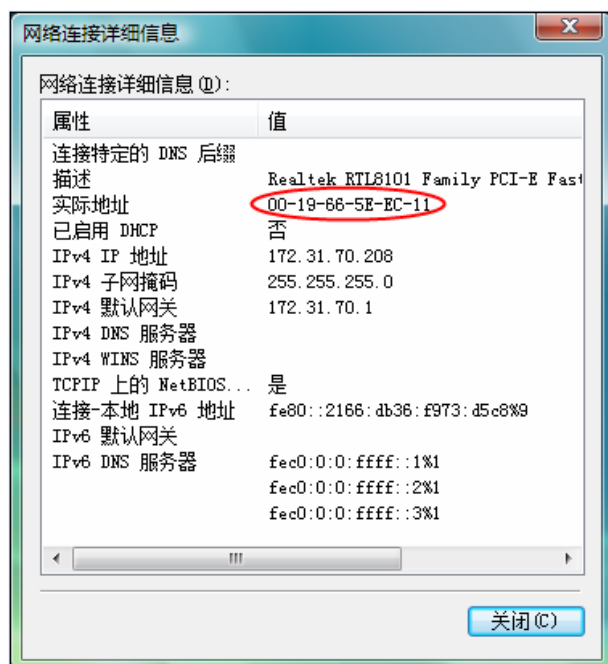 网络连接详细信息
网络连接详细信息(D):
属性 值
连接特定的 DNS 后缀
描述 Realtek RTL8101 Family PCI-E Fast
实际地址 00-19-66-5E-EC-11
已启用 DHCP 否
IPv4 IP 地址 172.31.70.208
IPv4 子网掩码 255.255.255.0
IPv4 默认网关 172.31.70.1
IPv4 DNS 服务器
IPv4 WINS 服务器
TCPIP 上的 NetBIOS... 是
连接-本地 IPv6 地址 fe80::2166:db36:f973:d5c8%9
IPv6 默认网关
IPv6 DNS 服务器 fec0:0:0:ffff::1%1
fec0:0:0:ffff::2%1
fec0:0:0:ffff::3%1
关闭(C)